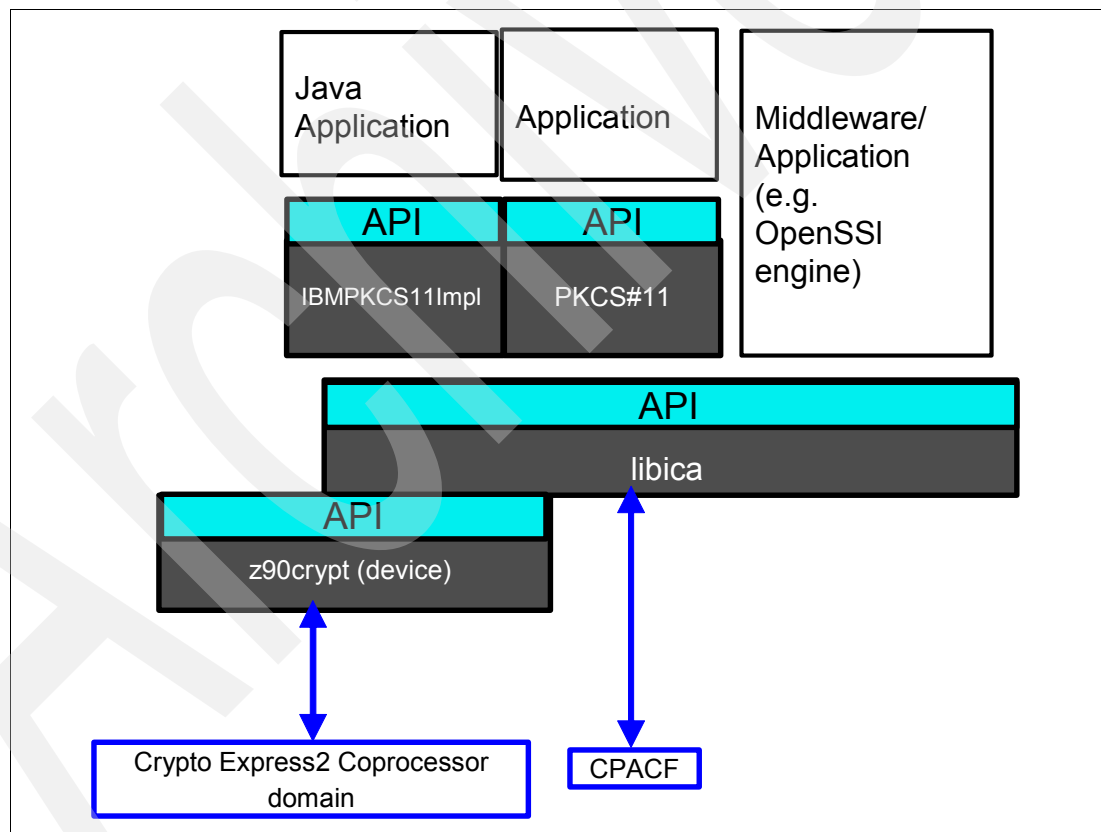 Java
Application
Application
Middleware/
Application
(e.g.
OpenSSl
engine)
API
API
IBMPKCS11Impl
PKCS#11
API
libica
API
z90crypt (device)
Crypto Express2 Coprocessor
domain
CPACF